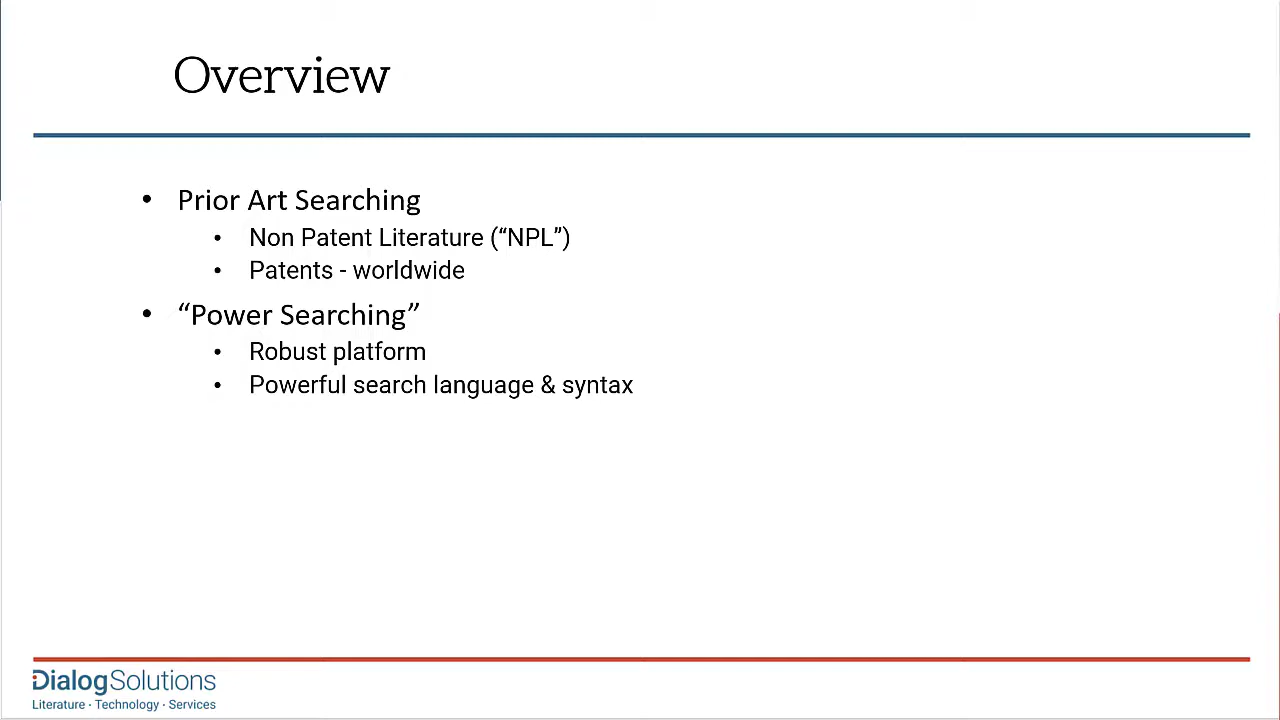 Overview
• Prior Art Searching
• Non Patent Literature (“NPL”)
• Patents - worldwide
• “Power Searching”
• Robust platform
• Powerful search language & syntax
DialogSolutions
Literature · Technology · Services